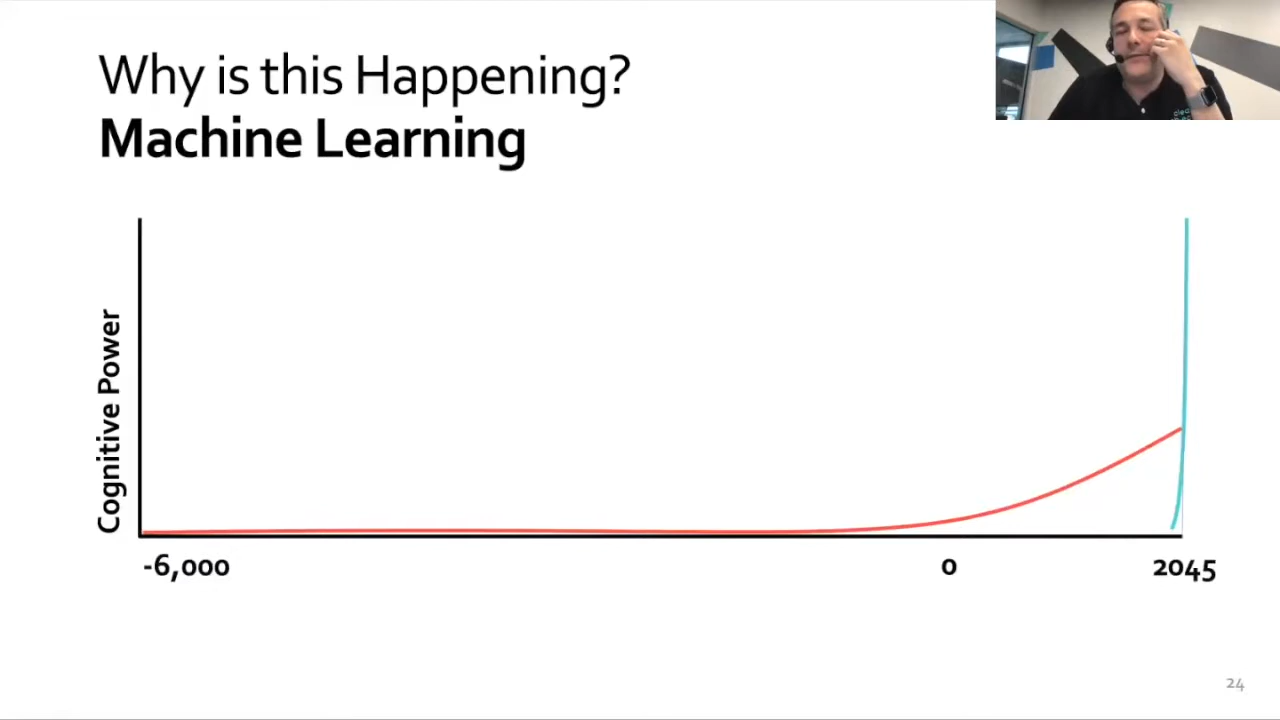 Why is this Happening?
Machine Learning
Cognitive Power
-6,000
0
2045
24